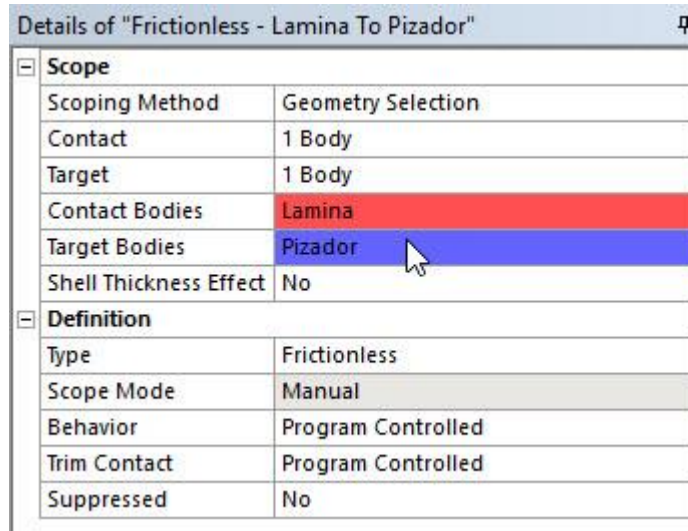 Details of "Frictionless - Lamina To Pizador"
Scope
Scoping Method Geometry Selection
Contact 1 Body
Target 1 Body
Contact Bodies Lamina
Target Bodies Pizador
Shell Thickness Effect No
Definition
Type Frictionless
Scope Mode Manual
Behavior Program Controlled
Trim Contact Program Controlled
Suppressed No